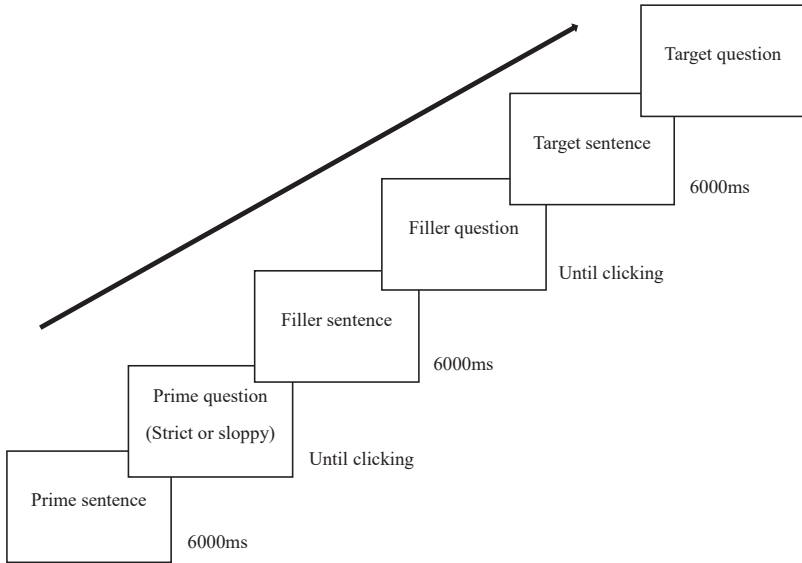 Target question
Target sentence
6000ms
Filler question
Until clicking
Filler sentence
6000ms
Prime question
(Strict or sloppy)
Until clicking
Prime sentence
6000ms